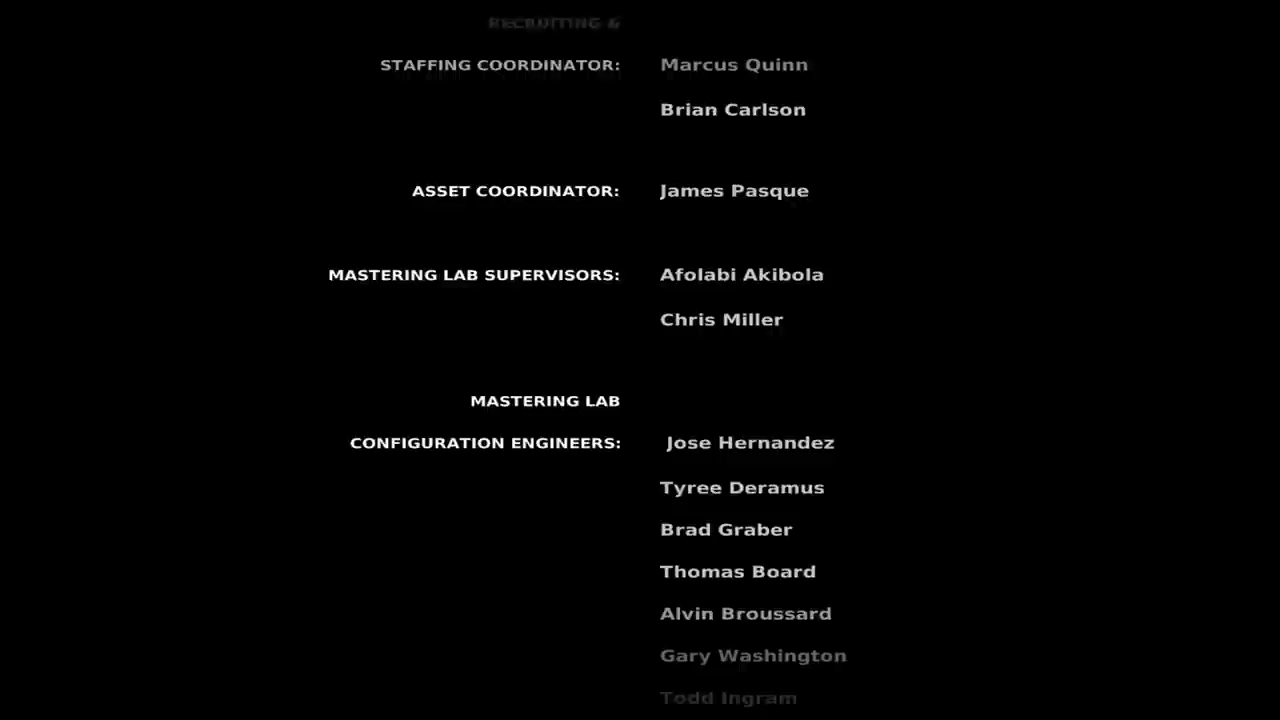 RECRUITING &
STAFFING COORDINATOR: Marcus Quinn
Brian Carlson
ASSET COORDINATOR: James Pasque
MASTERING LAB SUPERVISORS: Afolabi Akibola
Chris Miller
MASTERING LAB
CONFIGURATION ENGINEERS: Jose Hernandez
Tyree Deramus
Brad Graber
Thomas Board
Alvin Broussard
Gary Washington
Todd Ingram